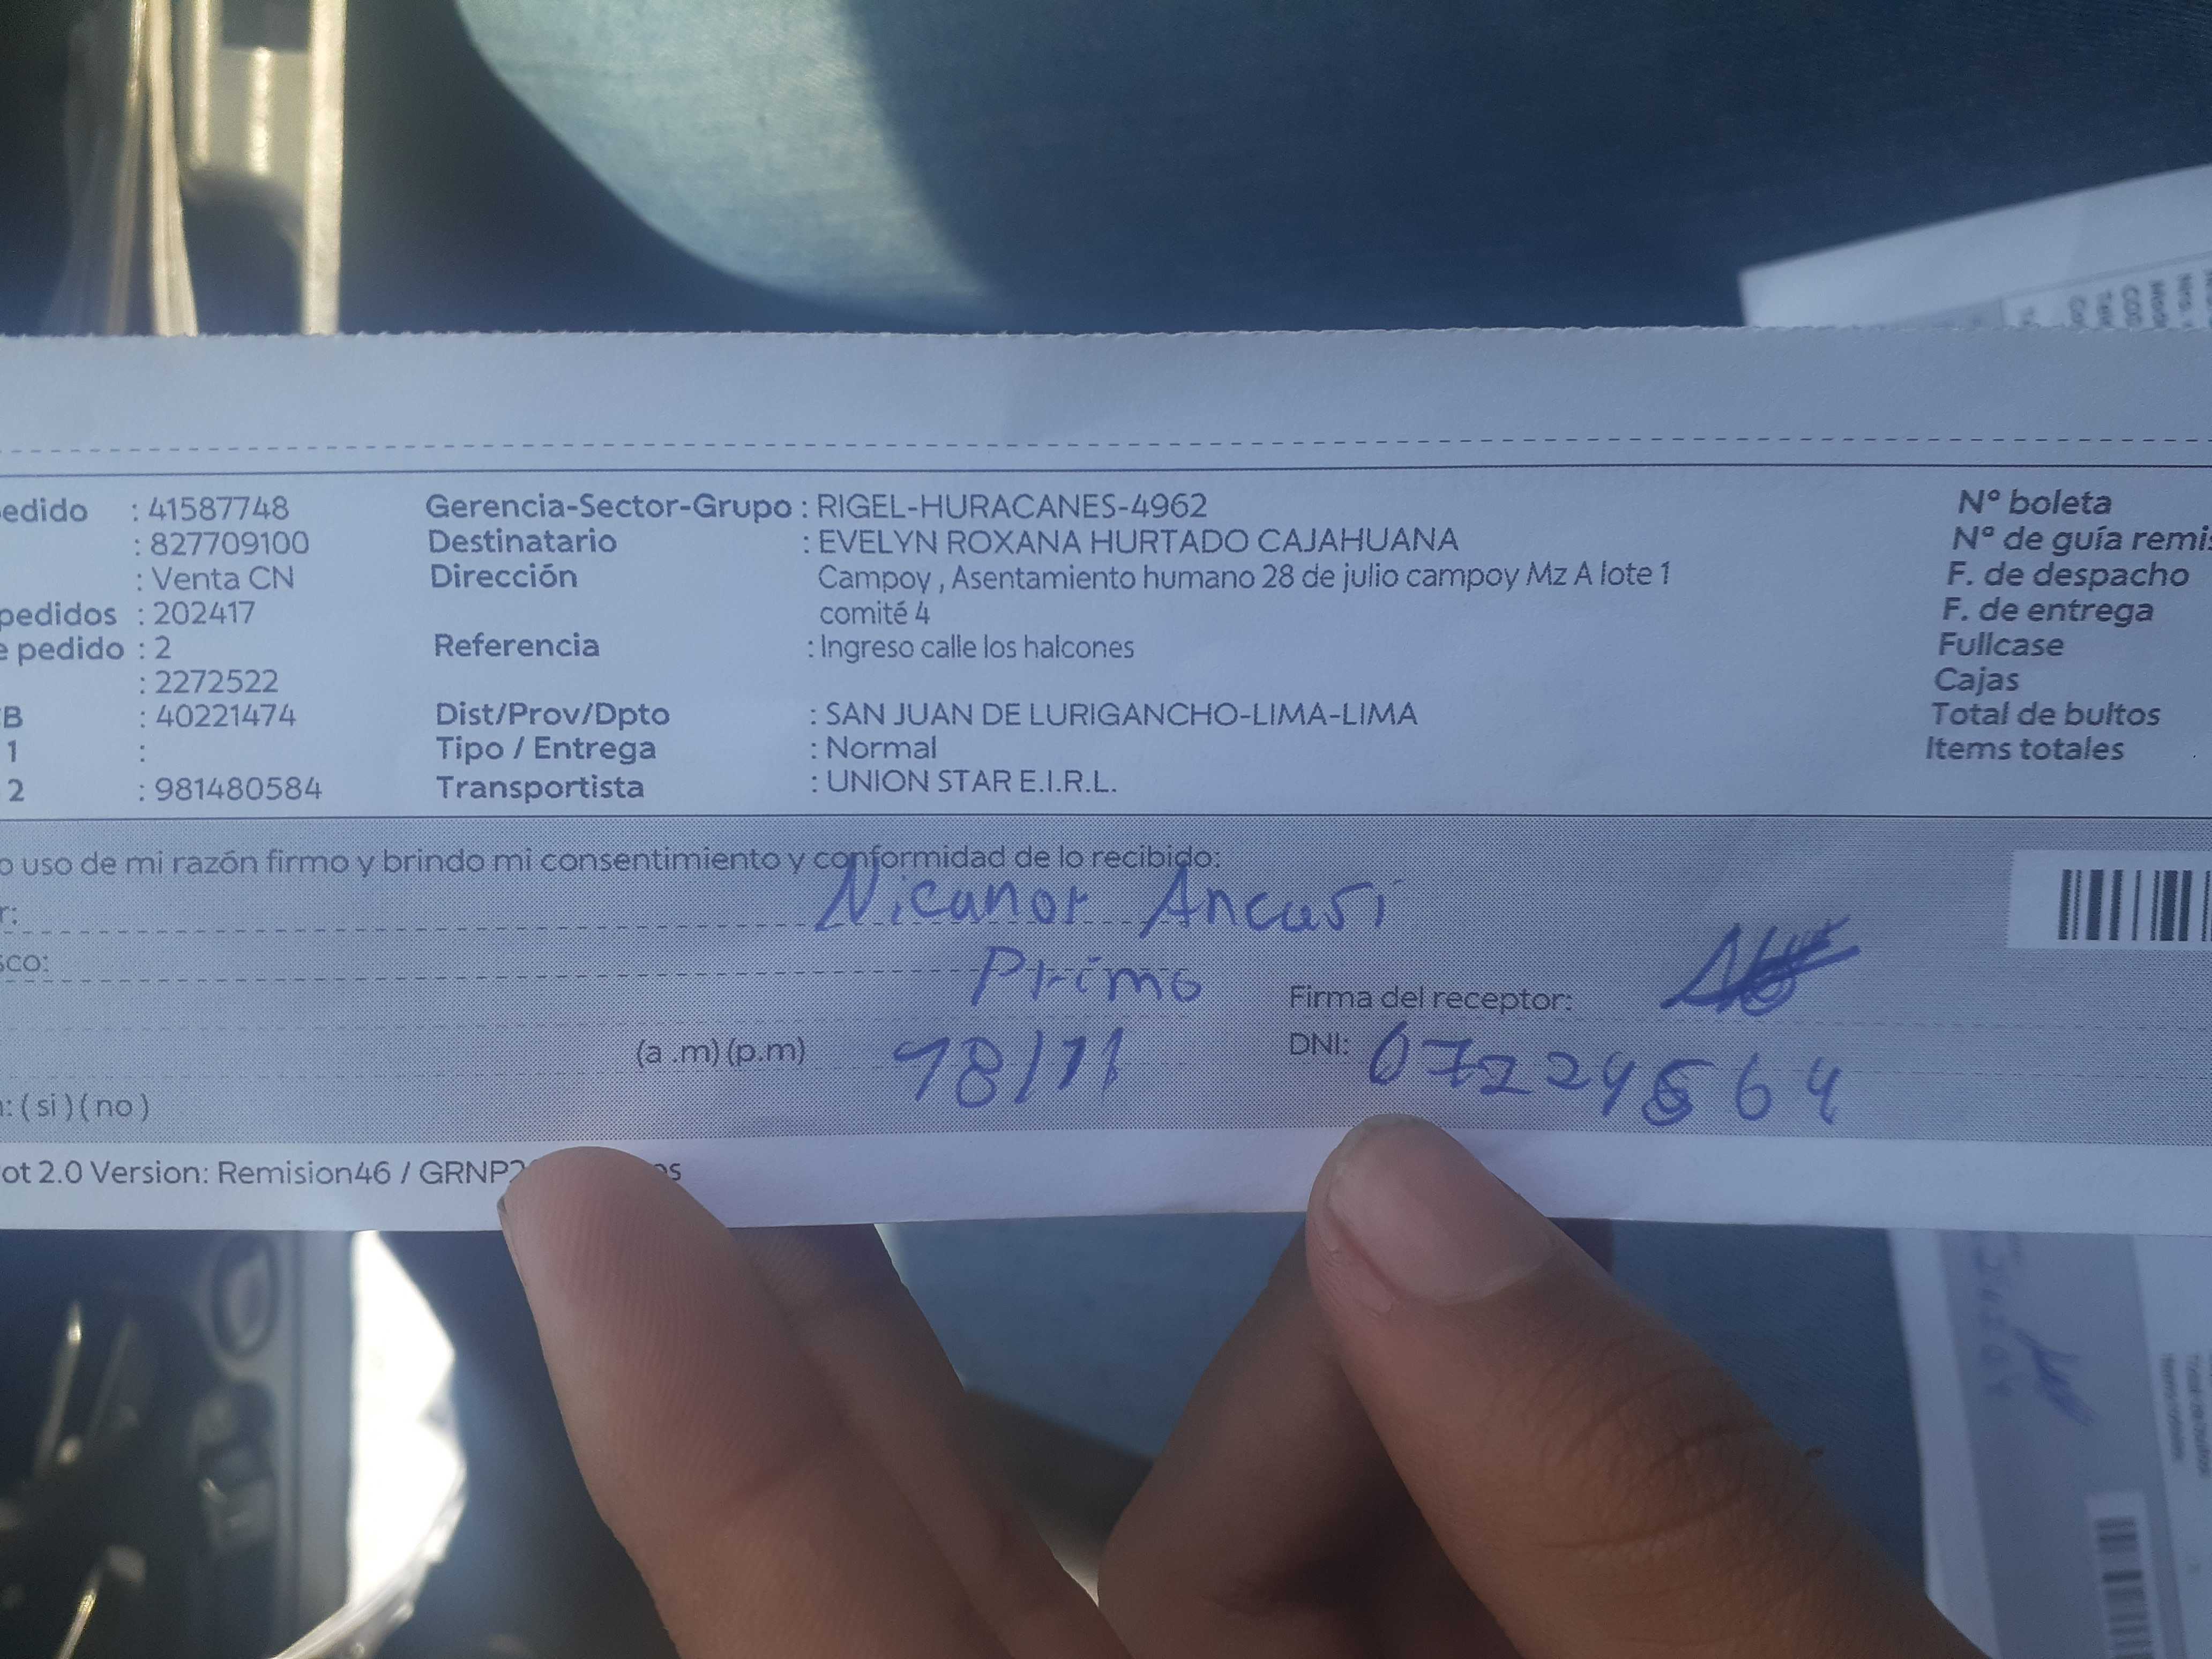 edido : 41587748 Gerencia-Sector-Grupo : RIGEL-HURACANES-4962 Nº boleta
: 827709100 Destinatario : EVELYN ROXANA HURTADO CAJAHUANA Nº de guía remis
: Venta CN Dirección Campoy , Asentamiento humano 28 de julio campoy Mz A lote 1 F. de despacho
pedidos : 202417 comité 4 F. de entrega
e pedido : 2 Referencia : Ingreso calle los halcones Fullcase
: 2272522 Cajas
B : 40221474 Dist/Prov/Dpto : SAN JUAN DE LURIGANCHO-LIMA-LIMA Total de bultos
1 : Tipo / Entrega : Normal Items totales
2 : 981480584 Transportista : UNION STAR E.I.R.L.
o uso de mi razón firmo y brindo mi consentimiento y conformidad de lo recibido:
r: Nicanor Ancasi
sco: Primo
Firma del receptor:
(a .m) (p.m) 18/11 DNI: 07224564
: ( si ) ( no )
ot 2.0 Version: Remision46 / GRNP2